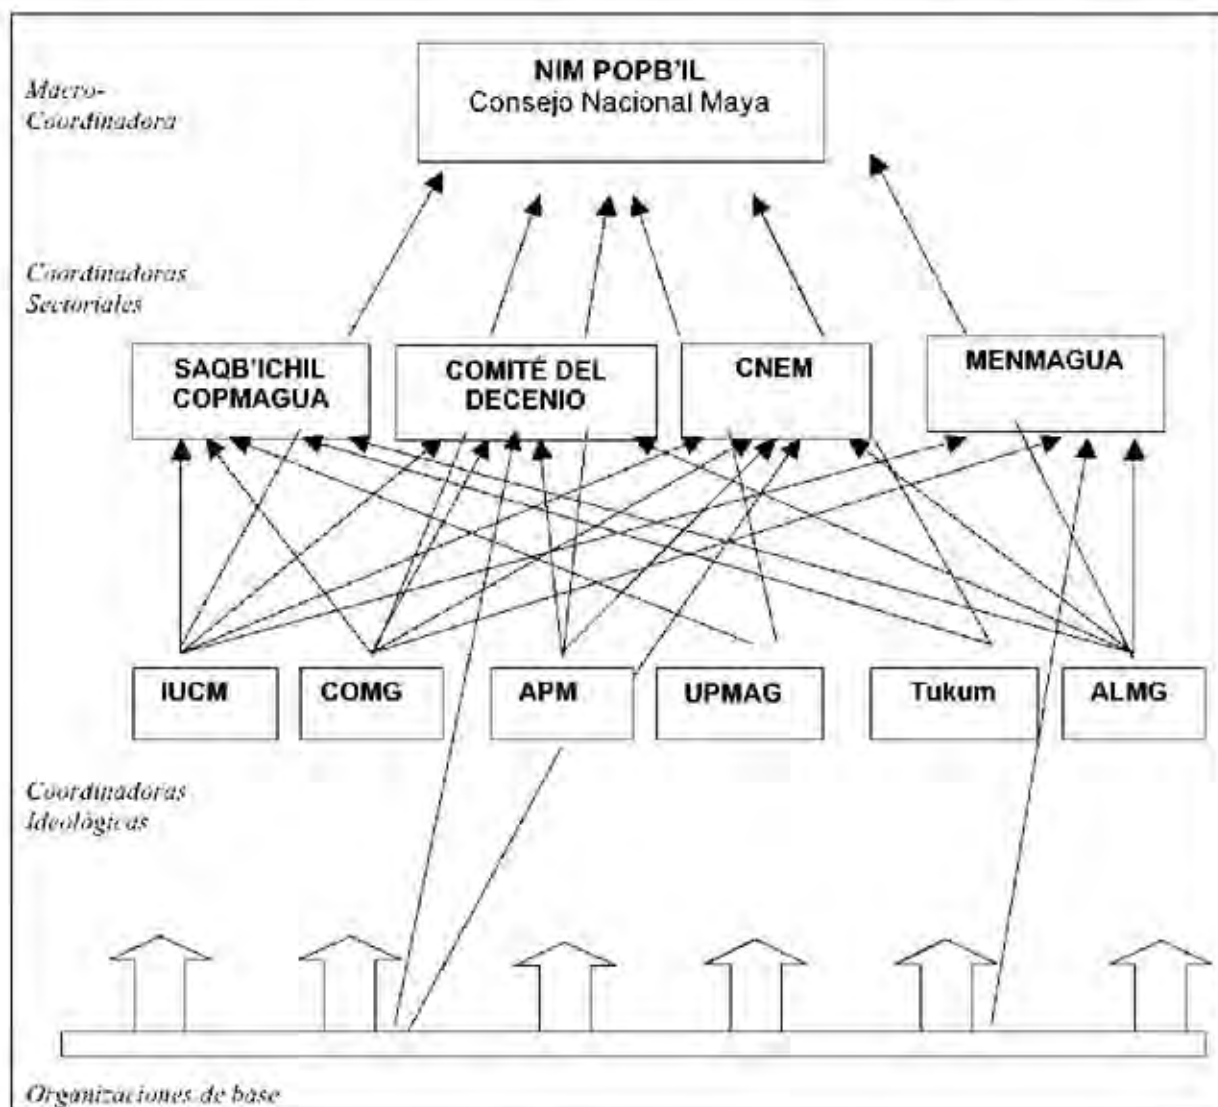 NIM POPB'IL
Consejo Nacional Maya
Macro-
Coordinadora
Coordinadoras
Sectoriales
SAQB'ICHIL
COPMAGUA
COMITÉ DEL
DECENIO
CNEM
MENMAGUA
IUCM
COMG
APM
UPMAG
Tukum
ALMG
Coordinadoras
Ideológicas
Organizaciones de base